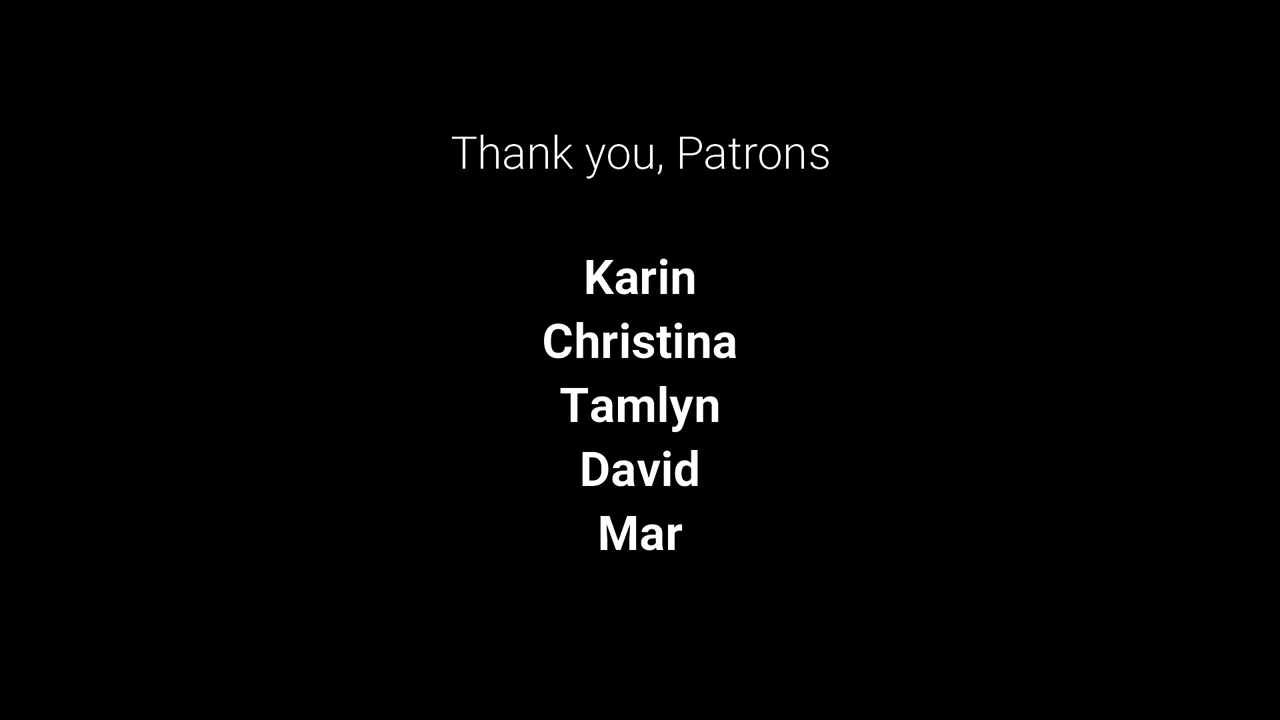 Thank you, Patrons
Karin
Christina
Tamlyn
David
Mar